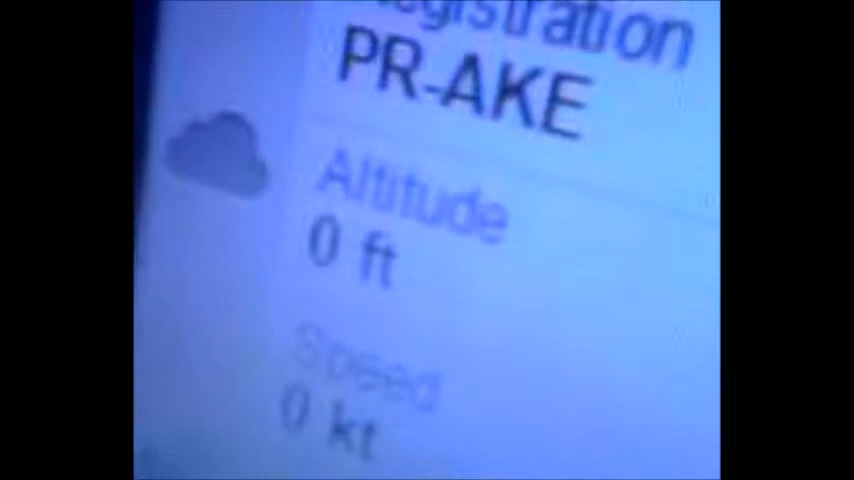 Registration
PR-AKE
Altitude
0 ft
Speed
0 kt